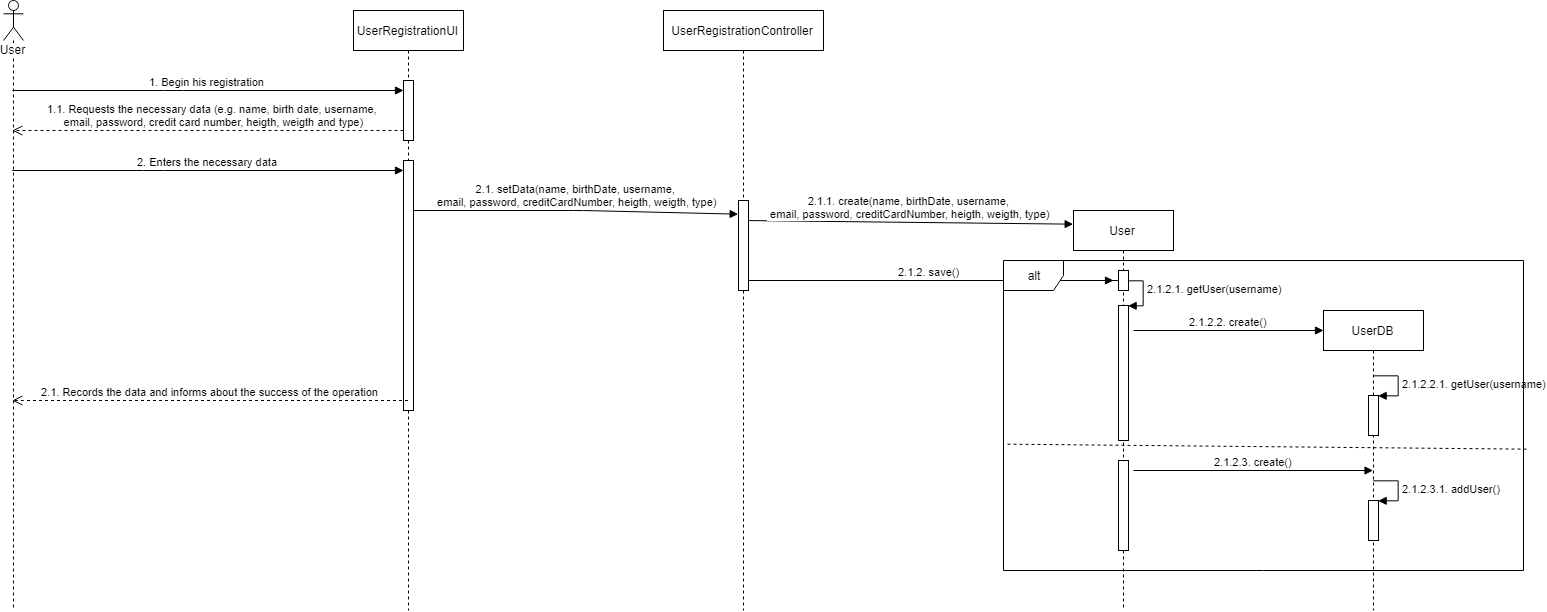 User
UserRegistrationUI
UserRegistrationController
1. Begin his registration
1.1. Requests the necessary data (e.g. name, birth date, username,
email, password, credit card number, heigth, weigth and type)
2. Enters the necessary data
2.1. setData(name, birthDate, username,
email, password, creditCardNumber, heigth, weigth, type)
2.1.1. create(name, birthDate, username,
email, password, creditCardNumber, heigth, weigth, type)
User
2.1.2. save()
alt
2.1.2.1. getUser(username)
2.1.2.2. create()
UserDB
2.1.2.2.1. getUser(username)
2.1. Records the data and informs about the success of the operation
2.1.2.3. create()
2.1.2.3.1. addUser()